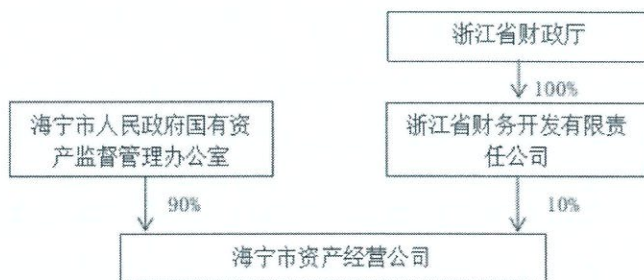 浙江省财政厅
100%
海宁市人民政府国有资
产监督管理办公室
浙江省财务开发有限责
任公司
90%
10%
海宁市资产经营公司